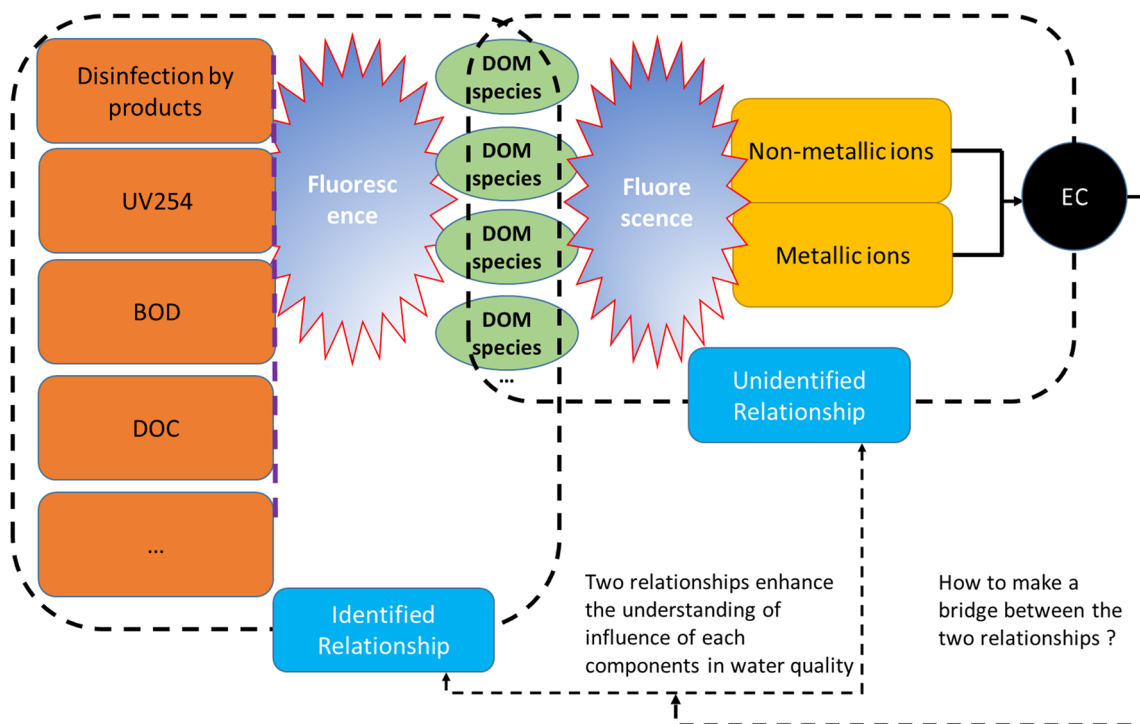 Disinfection by
products
UV254
BOD
DOC
...
Fluoresc
ence
DOM
species
DOM
species
DOM
species
DOM
species
...
Fluore
scence
Non-metallic ions
Metallic ions
EC
Unidentified
Relationship
Identified
Relationship
Two relationships enhance
the understanding of
influence of each
components in water quality
How to make a
bridge between the
two relationships ?